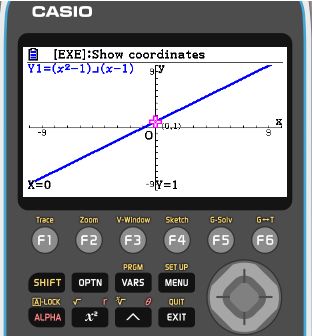 CASIO
[EXE]:Show coordinates
Y1=(x²-1)⌟(x-1)
9 y
(0,1)
x
-9
O
9
X=0
-9 Y=1
Trace Zoom V-Window Sketch G-Solv G↔T
F1 F2 F3 F4 F5 F6
PRGM SET UP
SHIFT OPTN VARS MENU
A-LOCK √ r ³√ θ QUIT
ALPHA x² ^ EXIT